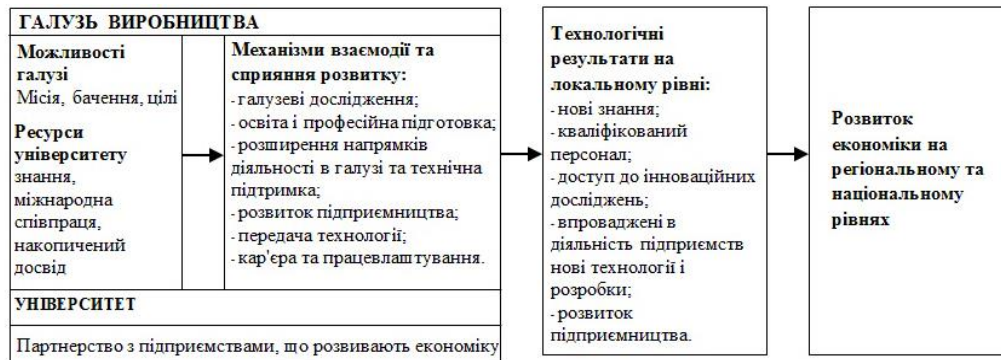 ГАЛУЗЬ ВИРОБНИЦТВА
Можливості
галузі
Місія, бачення, цілі
Ресурси
університету
знання,
міжнародна
співпраця,
накопичений
досвід
Механізми взаємодії та
сприяння розвитку:
- галузеві дослідження;
- освіта і професійна підготовка;
- розширення напрямків
діяльності в галузі та технічна
підтримка;
- розвиток підприємництва;
- передача технології;
- кар'єра та працевлаштування.
УНІВЕРСИТЕТ
Партнерство з підприємствами, що розвивають економіку
Технологічні
результати на
локальному рівні:
- нові знання;
- кваліфікований
персонал;
- доступ до інноваційних
досліджень;
- впроваджені в
діяльність підприємств
нові технології і
розробки;
- розвиток
підприємництва.
Розвиток
економіки на
регіональному та
національному
рівнях